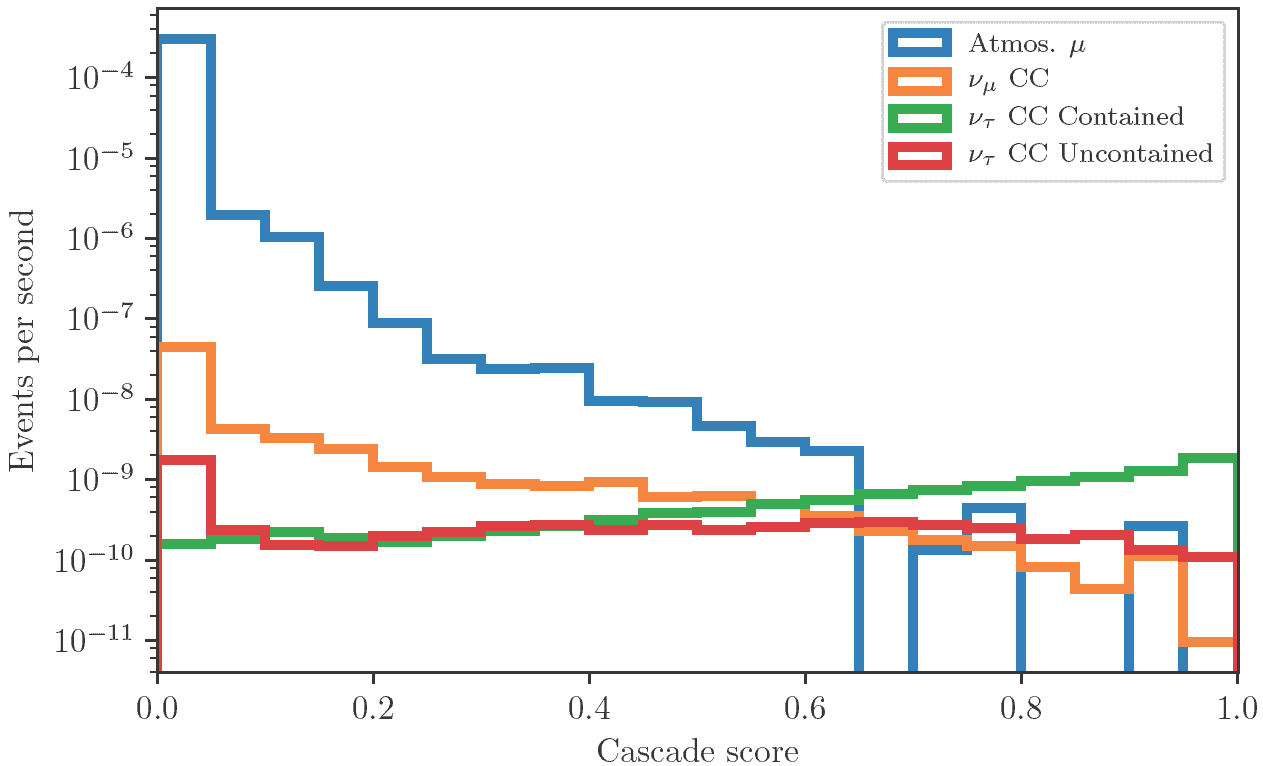 Atmos. μ
ν_μ CC
ν_τ CC Contained
ν_τ CC Uncontained
Events per second
10⁻⁴
10⁻⁵
10⁻⁶
10⁻⁷
10⁻⁸
10⁻⁹
10⁻¹⁰
10⁻¹¹
0.0 0.2 0.4 0.6 0.8 1.0
Cascade score